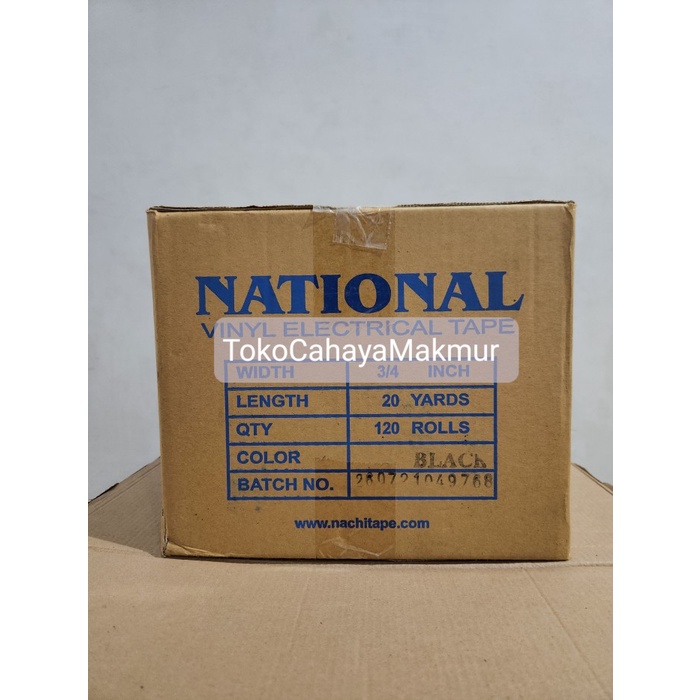 NATIONAL
VINYL ELECTRICAL TAPE
TokoCahayaMakmur
WIDTH 3/4 INCH
LENGTH 20 YARDS
QTY 120 ROLLS
COLOR BLACK
BATCH NO. 260721049768
www.nachitape.com